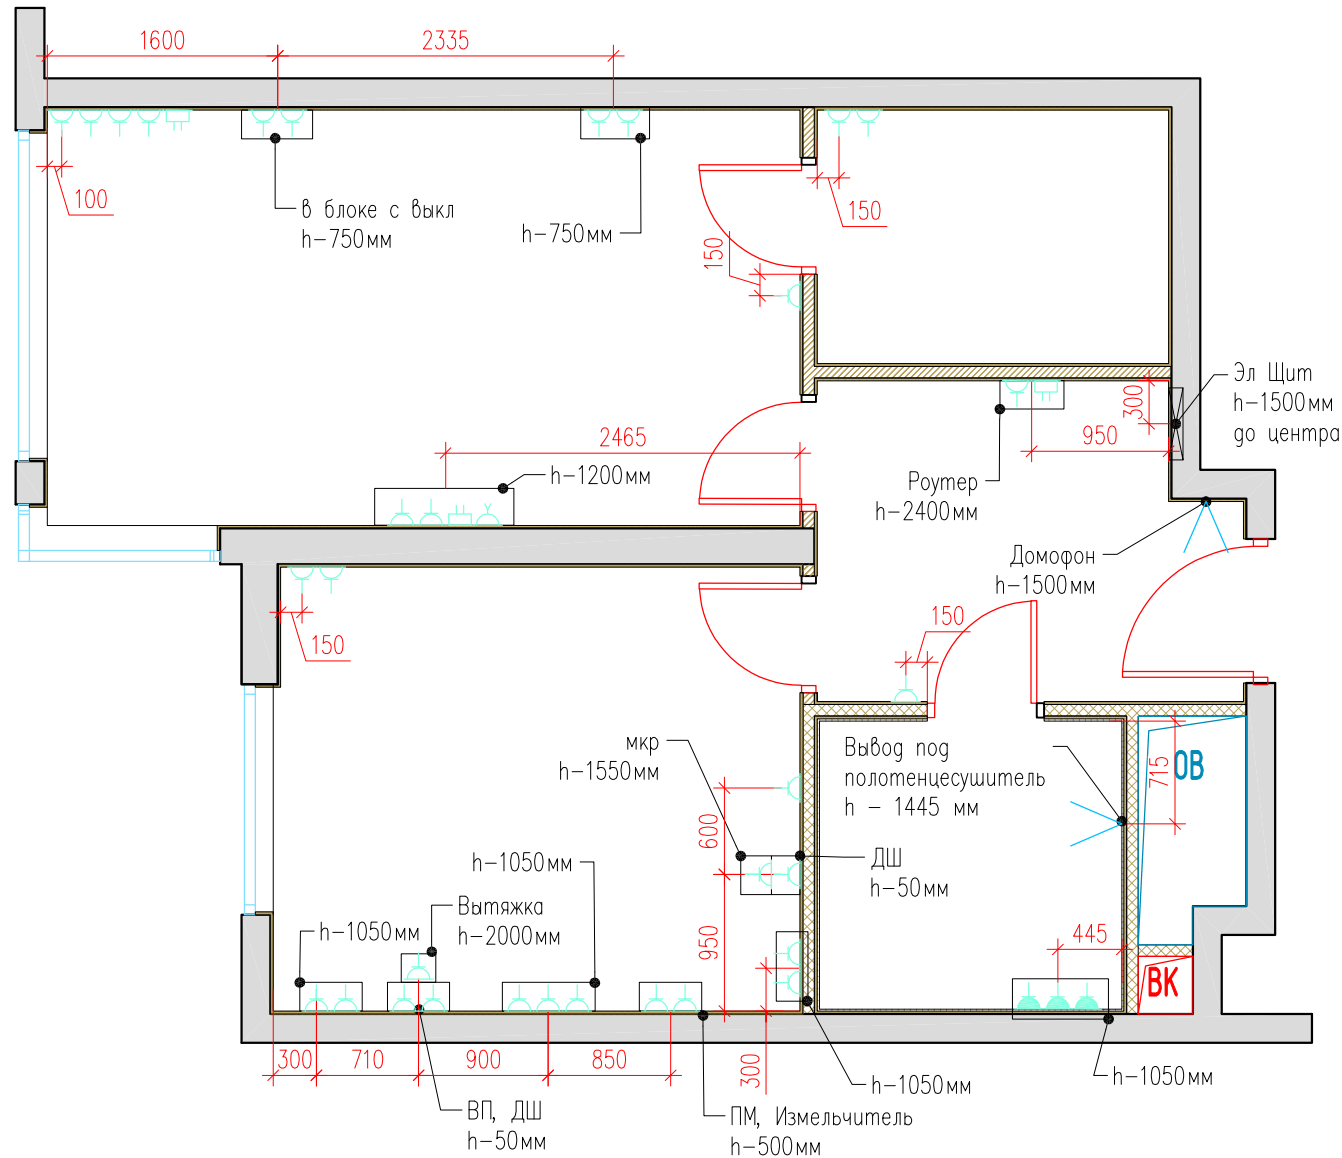 1600
2335
100
в блоке с выкл
h-750мм
h-750мм
150
150
Эл Щит
h-1500мм
до центра
300
950
2465
h-1200мм
Роутер
h-2400мм
Домофон
h-1500мм
150
150
мкр
h-1550мм
Вывод под
полотенцесушитель
h - 1445 мм
715
ОВ
600
ДШ
h-50мм
h-1050мм
Вытяжка
h-2000мм
h-1050мм
950
445
ВК
300
710
900
850
300
h-1050мм
h-1050мм
ВП, ДШ
h-50мм
ПМ, Измельчитель
h-500мм